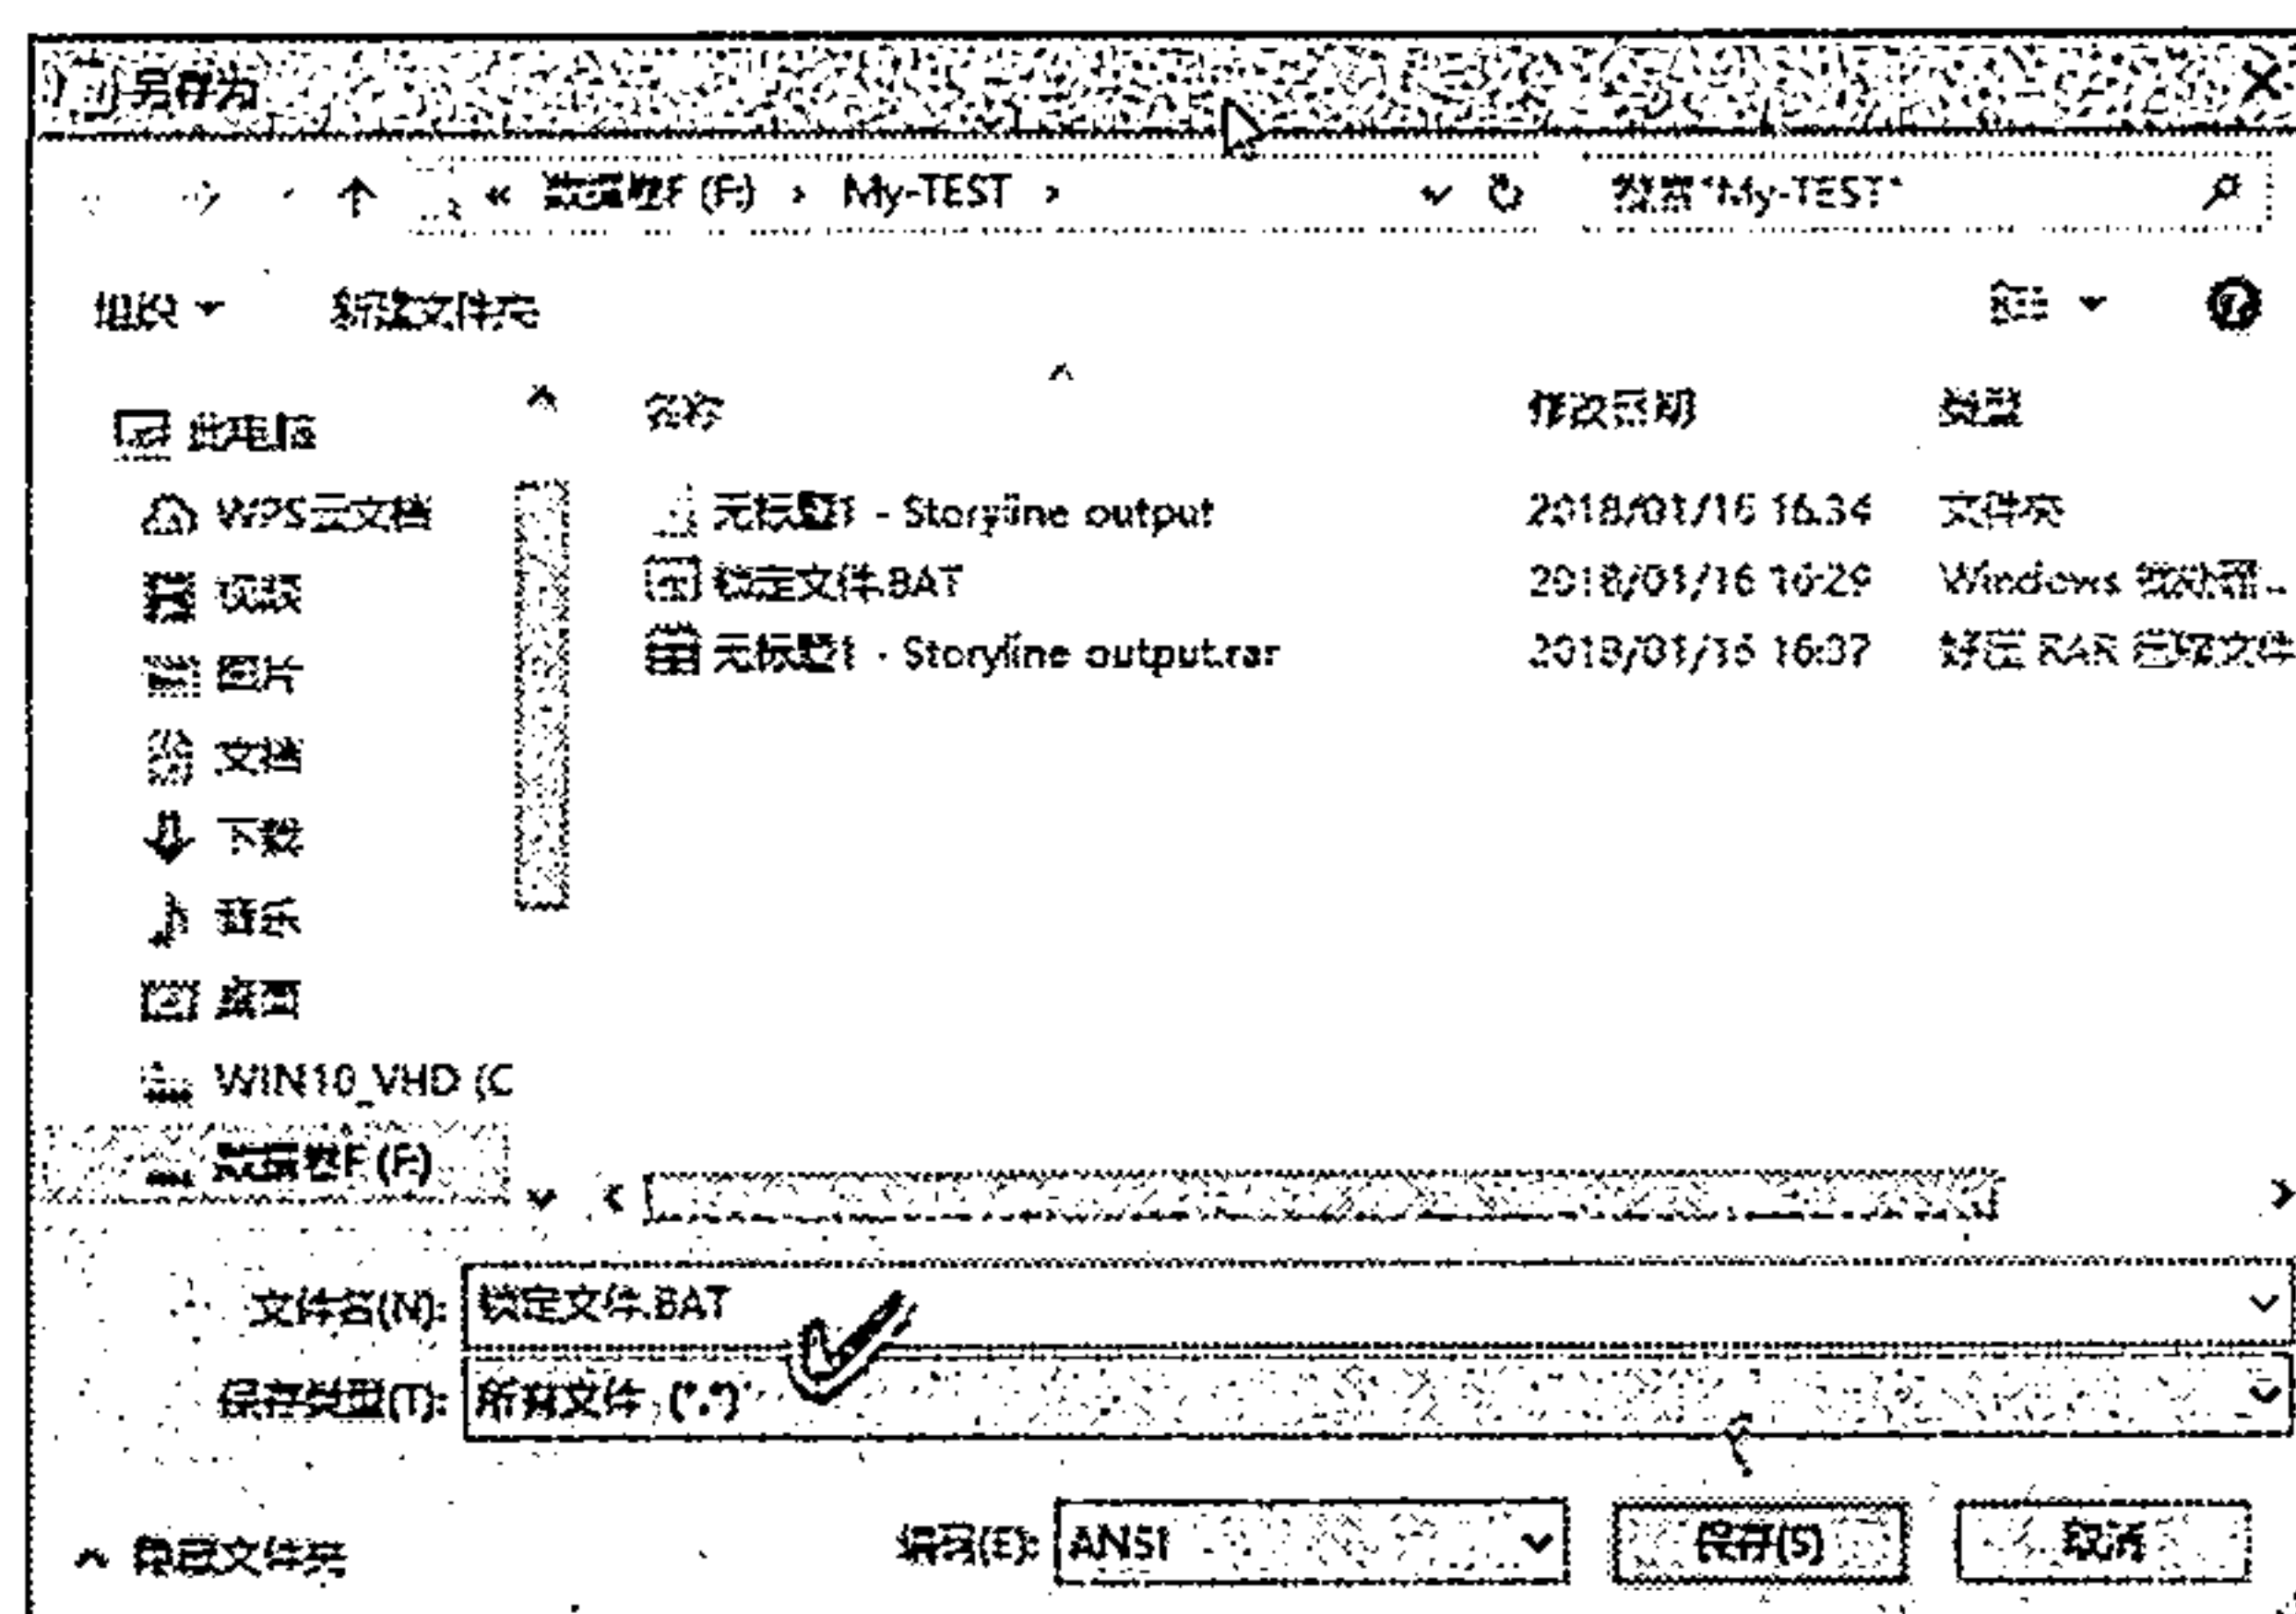 另存为
« 数据卷F (F:) › My-TEST ›
搜索"My-TEST"
组织 新建文件夹
名称 修改日期 类型
此电脑
WPS云文档
视频
图片
文档
下载
音乐
桌面
WIN10_VHD (C
数据卷F (F:)
无标题1 - Storyline output 2018/01/16 16:34 文件夹
锁定文件.BAT 2018/01/16 16:29 Windows 批处理...
无标题1 - Storyline output.rar 2018/01/16 16:07 好压 RAR 压缩文件
文件名(N): 锁定文件.BAT
保存类型(T): 所有文件 (*.*)
隐藏文件夹 编码(E): ANSI 保存(S) 取消